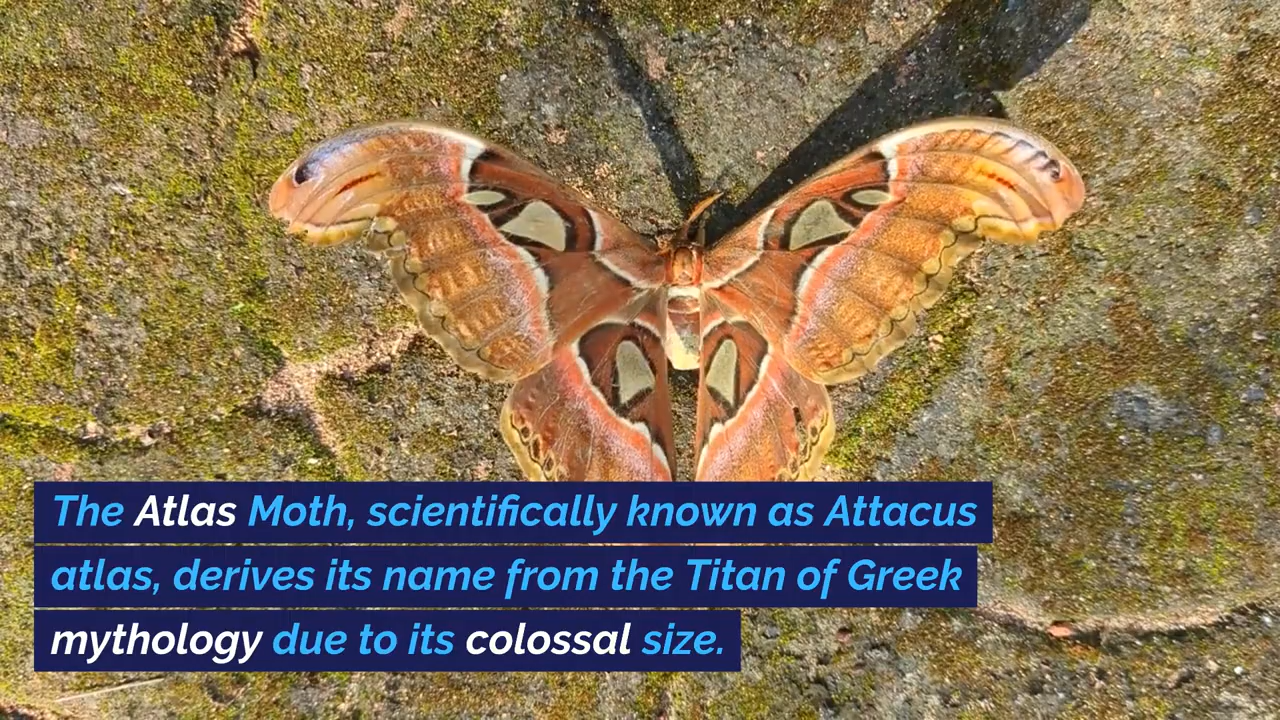 The Atlas Moth, scientifically known as Attacus
atlas, derives its name from the Titan of Greek
mythology due to its colossal size.